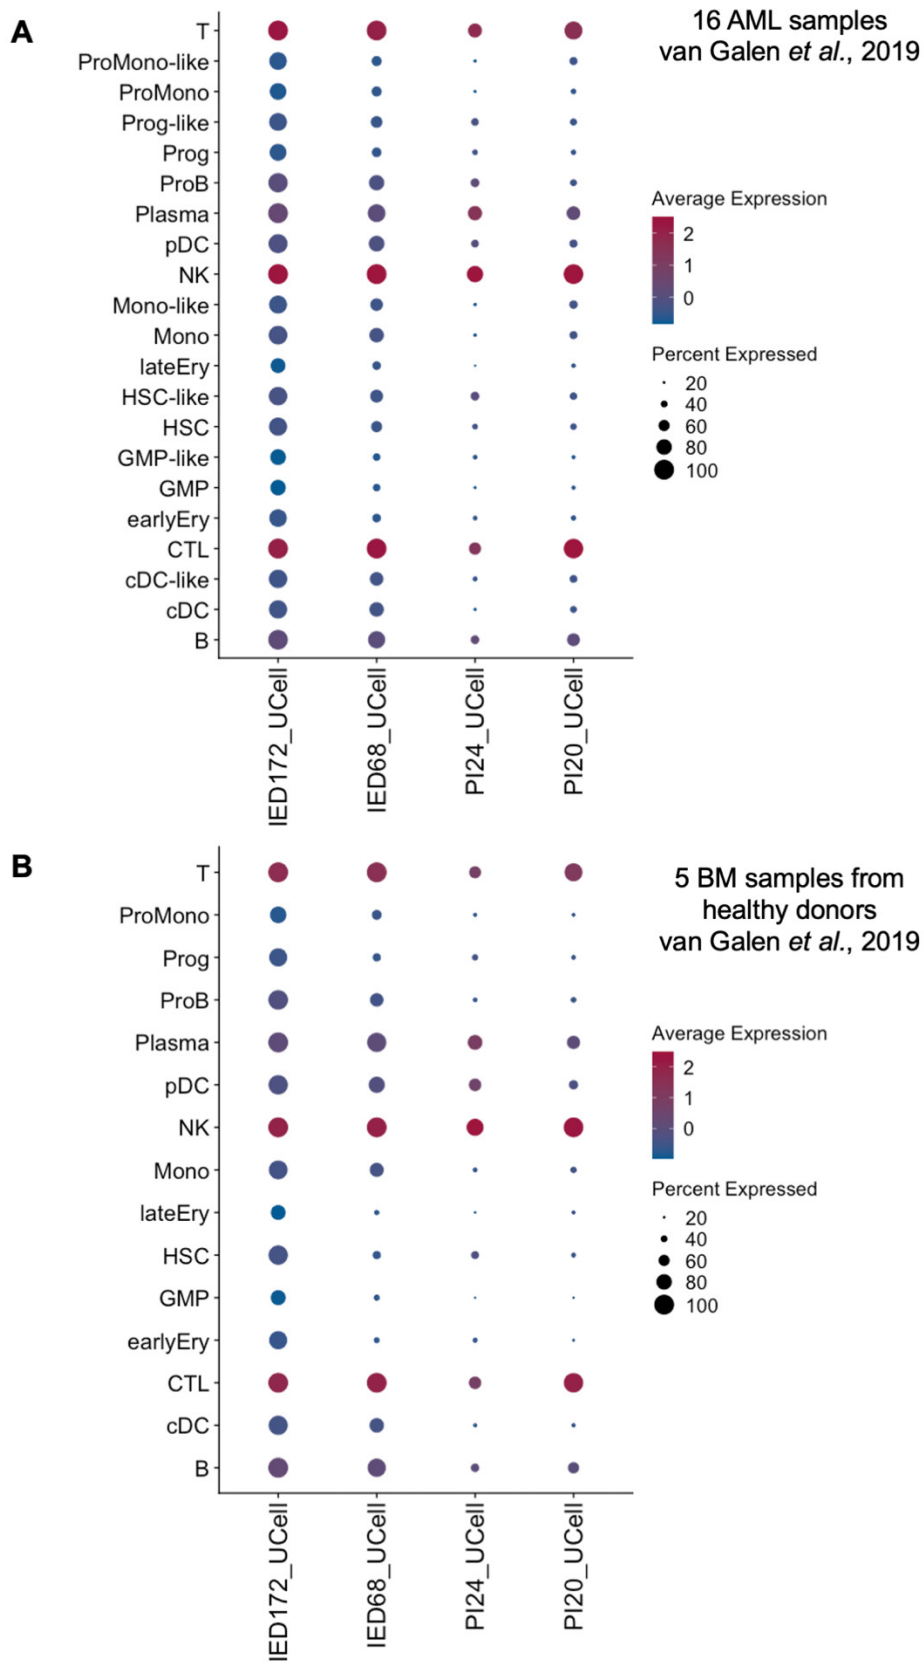 A
16 AML samples
van Galen et al., 2019
T
ProMono-like
ProMono
Prog-like
Prog
ProB
Plasma
pDC
NK
Mono-like
Mono
lateEry
HSC-like
HSC
GMP-like
GMP
earlyEry
CTL
cDC-like
cDC
B
IED172_UCell
IED68_UCell
PI24_UCell
PI20_UCell
Average Expression
2
1
0
Percent Expressed
20
40
60
80
100
B
5 BM samples from
healthy donors
van Galen et al., 2019
T
ProMono
Prog
ProB
Plasma
pDC
NK
Mono
lateEry
HSC
GMP
earlyEry
CTL
cDC
B
IED172_UCell
IED68_UCell
PI24_UCell
PI20_UCell
Average Expression
2
1
0
Percent Expressed
20
40
60
80
100